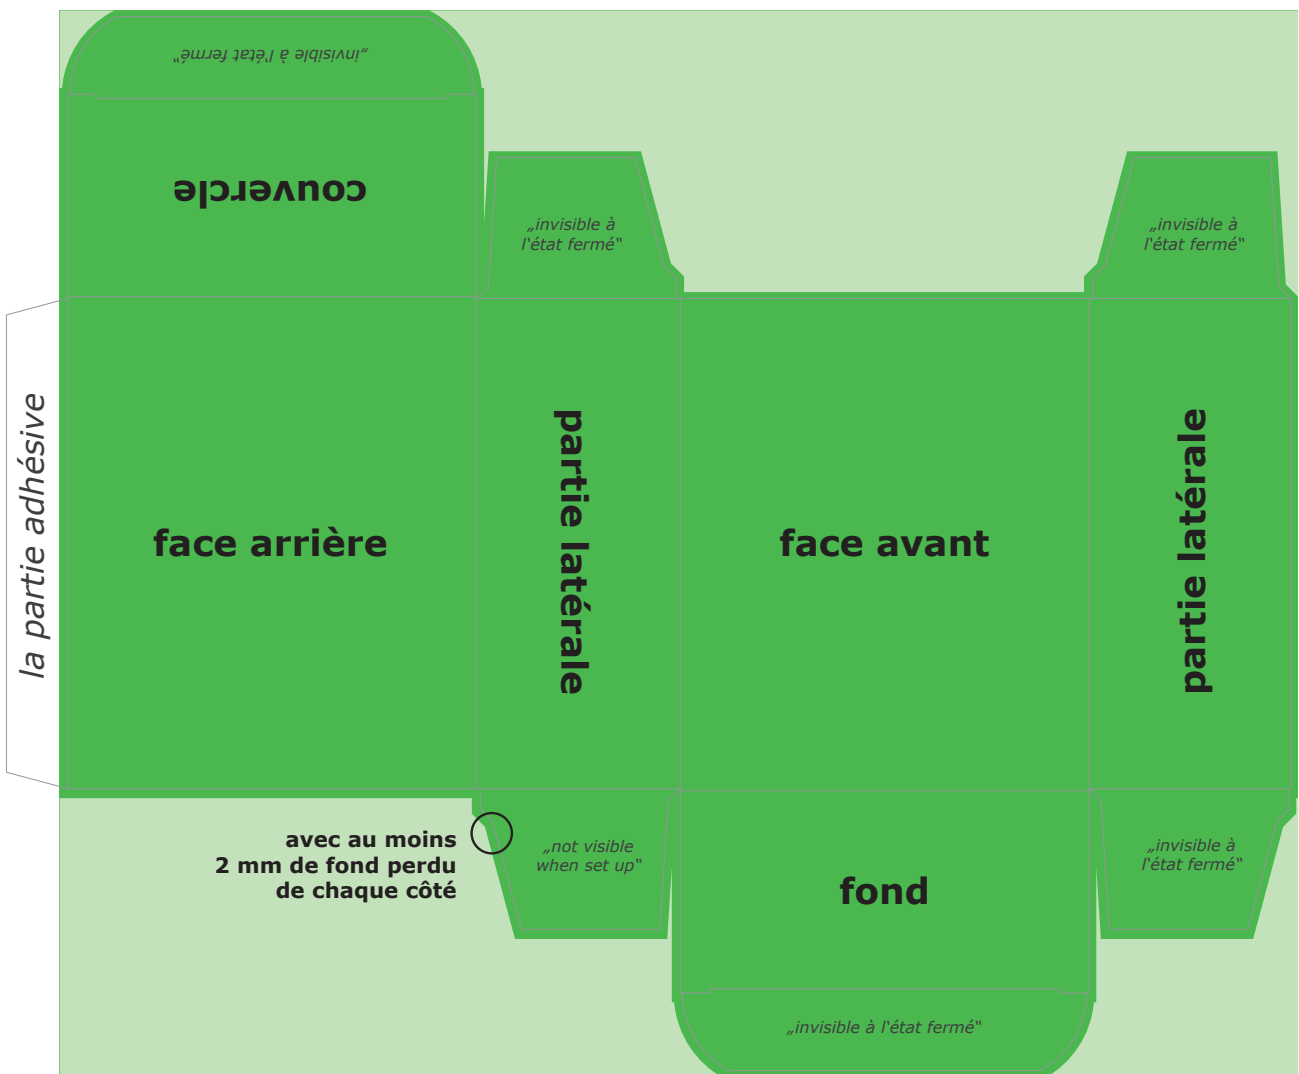 „invisible à l'état fermé“
couvercle
„invisible à
l'état fermé“
„invisible à
l'état fermé“
la partie adhésive
face arrière
partie latérale
face avant
partie latérale
avec au moins
2 mm de fond perdu
de chaque côté
„not visible
when set up“
fond
„invisible à
l'état fermé“
„invisible à l'état fermé“